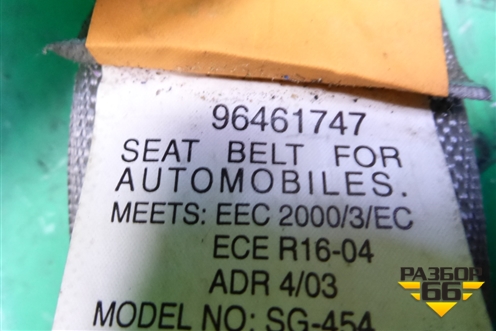 96461747
SEAT BELT FOR
AUTOMOBILES.
MEETS: EEC 2000/3/EC
ECE R16-04
ADR 4/03
MODEL NO: SG-454
РАЗБОР
66